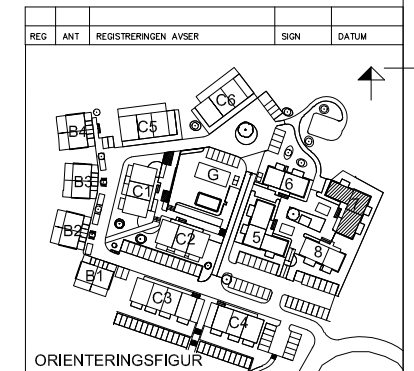 REG ANT REGISTRERINGEN AVSER SIGN DATUM
C6
B4 C5
G
B3 C1 6
B2 C2 5 8
B1
C3 C4
ORIENTERINGSFIGUR